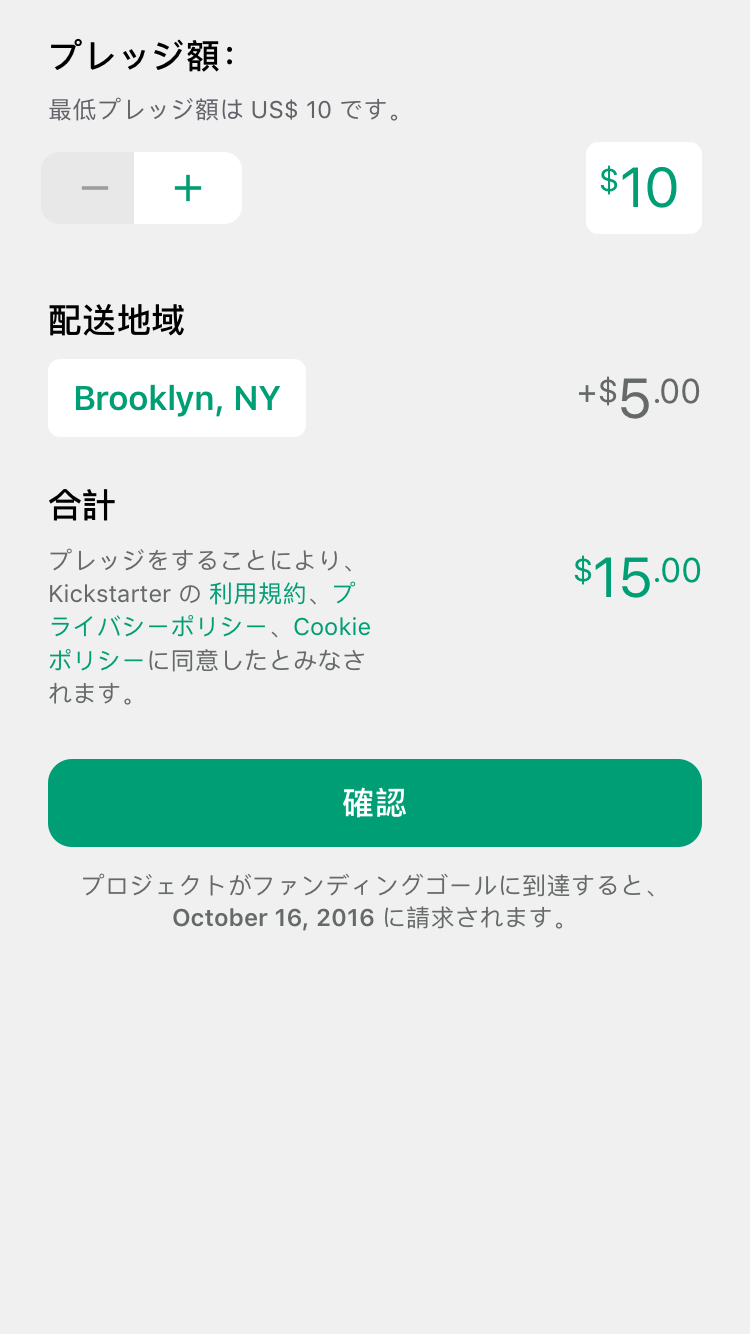 プレッジ額：
最低プレッジ額は US$ 10 です。
− +
$10
配送地域
Brooklyn, NY
+$5.00
合計
プレッジをすることにより、
Kickstarter の 利用規約、プ
ライバシーポリシー、Cookie
ポリシーに同意したとみなさ
れます。
$15.00
確認
プロジェクトがファンディングゴールに到達すると、
October 16, 2016 に請求されます。